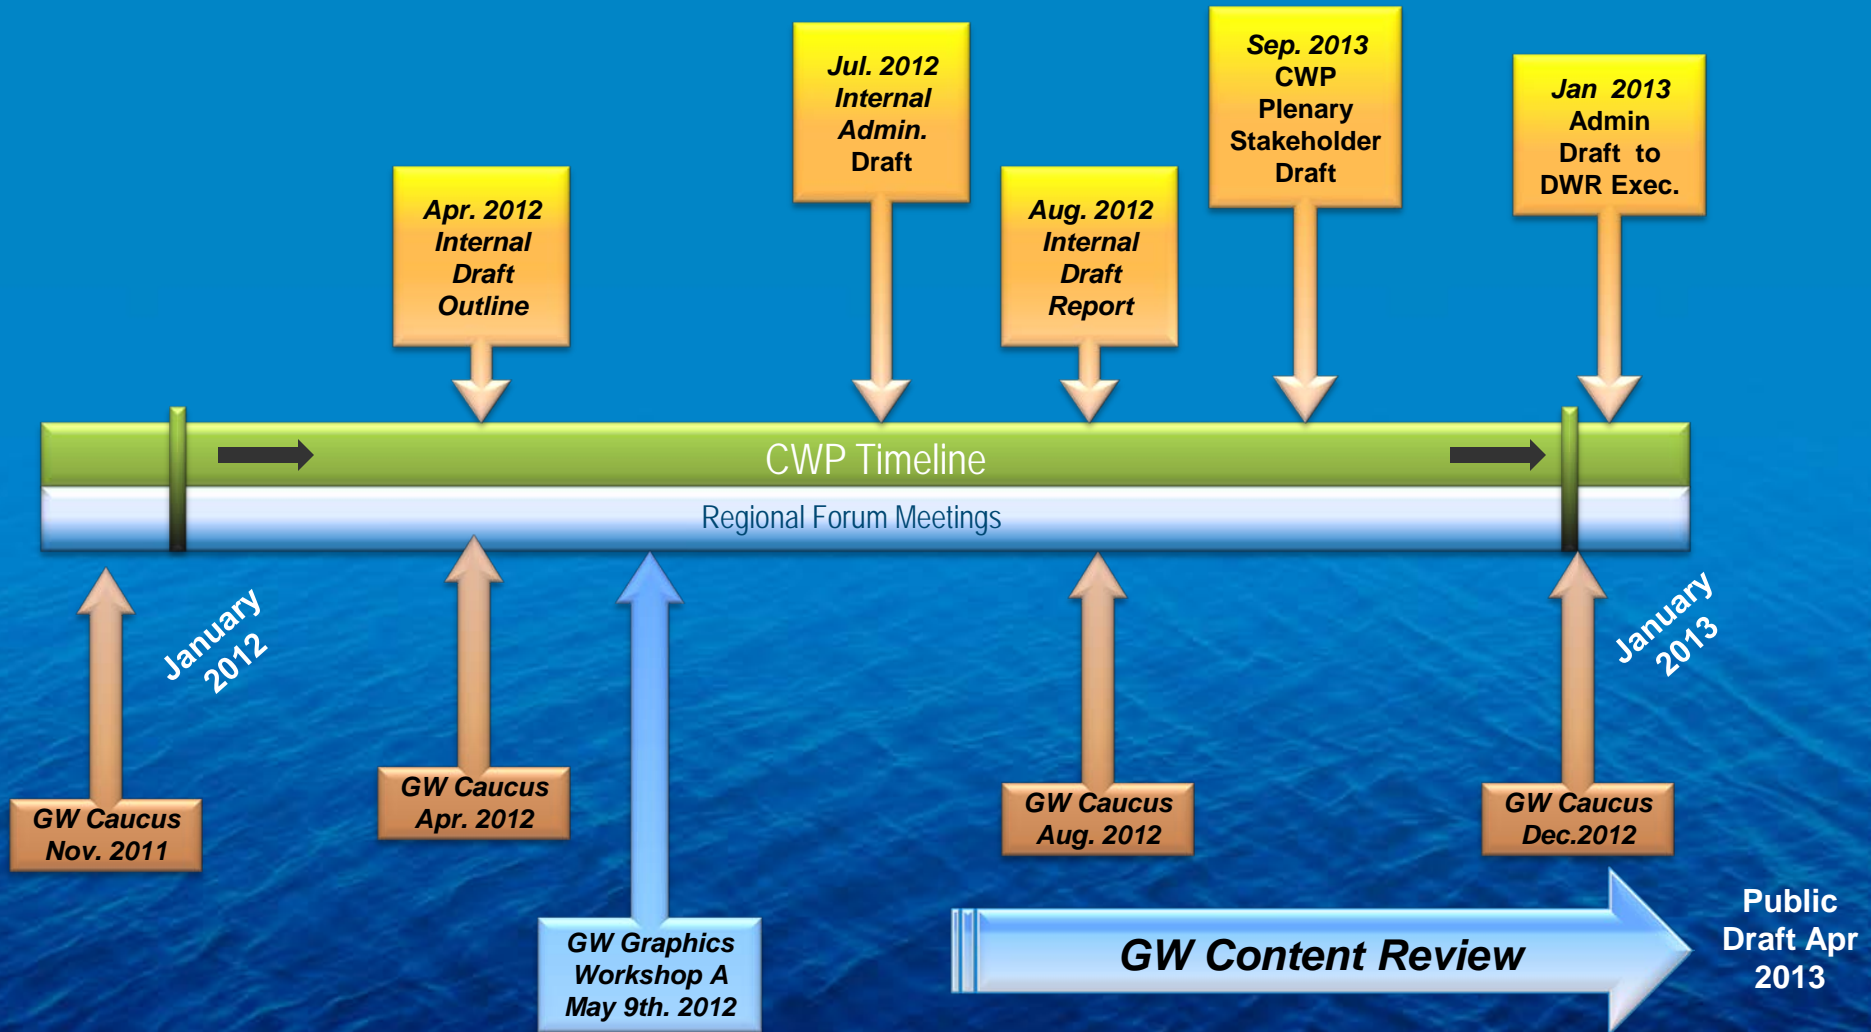 Apr. 2012
Internal
Draft
Outline
Jul. 2012
Internal
Admin.
Draft
Aug. 2012
Internal
Draft
Report
Sep. 2013
CWP
Plenary
Stakeholder
Draft
Jan 2013
Admin
Draft to
DWR Exec.
CWP Timeline
Regional Forum Meetings
January
2012
January
2013
GW Caucus
Nov. 2011
GW Caucus
Apr. 2012
GW Graphics
Workshop A
May 9th. 2012
GW Caucus
Aug. 2012
GW Caucus
Dec.2012
GW Content Review
Public
Draft Apr
2013